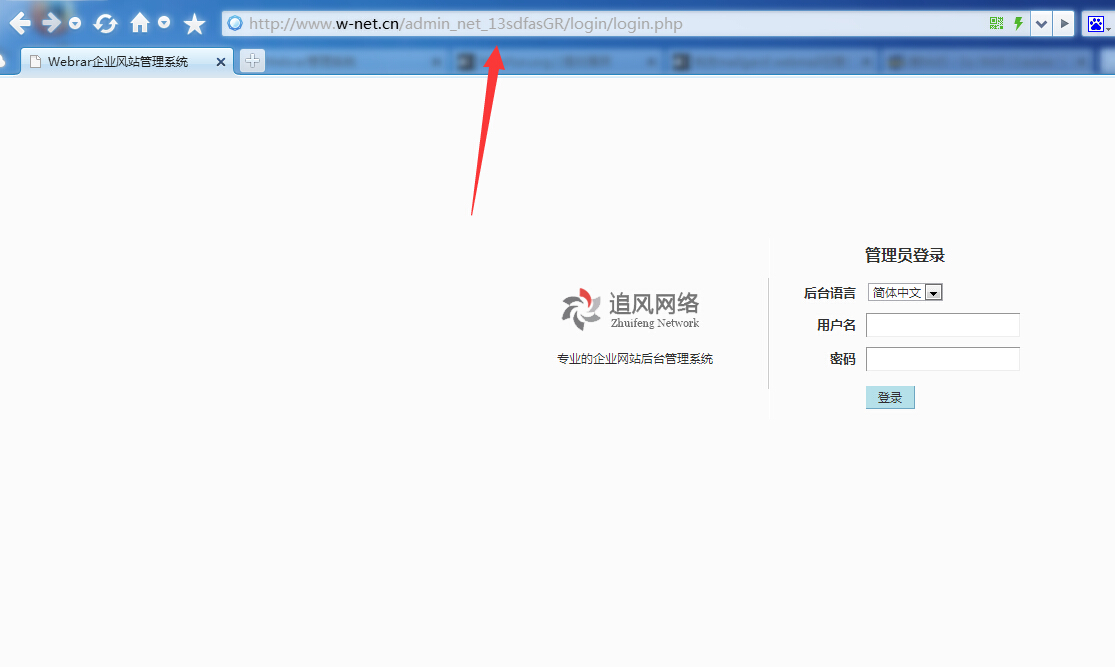 http://www.w-net.cn/admin_net_13sdfasGR/login/login.php
Webrar企业网站管理系统
管理员登录
后台语言 简体中文
追风网络
Zhuifeng Network
用户名
专业的企业网站后台管理系统
密码
登录